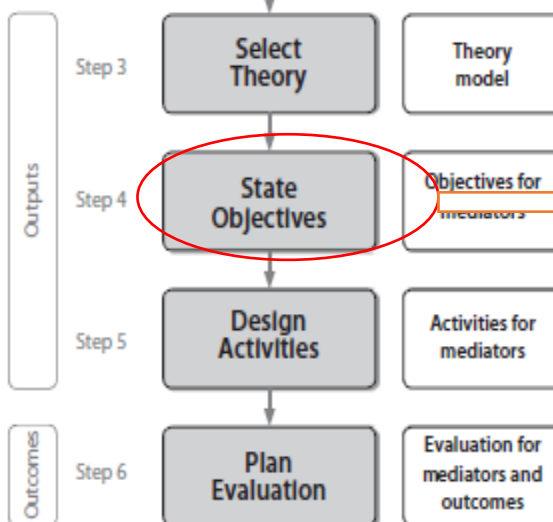 Outputs
Step 3
Select
Theory
Theory
model
Step 4
State
Objectives
Objectives for
mediators
Step 5
Design
Activities
Activities for
mediators
Outcomes
Step 6
Plan
Evaluation
Evaluation for
mediators and
outcomes